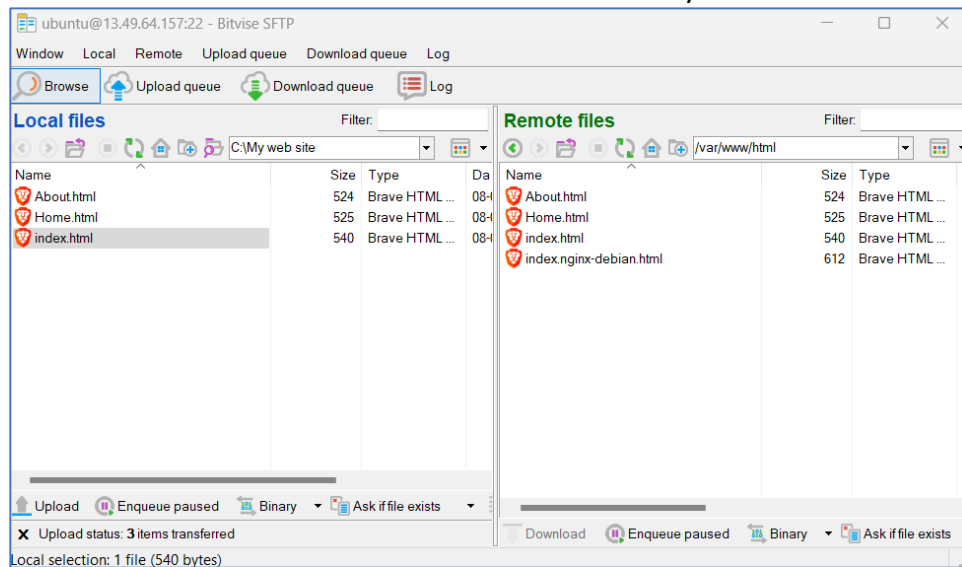 ubuntu@13.49.64.157:22 - Bitvise SFTP
Window Local Remote Upload queue Download queue Log
Browse Upload queue Download queue Log
Local files Filter:
C:\My web site
Name Size Type Da
About.html 524 Brave HTML ... 08-
Home.html 525 Brave HTML ... 08-
index.html 540 Brave HTML ... 08-
Upload Enqueue paused Binary Ask if file exists
X Upload status: 3 items transferred
Remote files Filter:
/var/www/html
Name Size Type
About.html 524 Brave HTML ...
Home.html 525 Brave HTML ...
index.html 540 Brave HTML ...
index.nginx-debian.html 612 Brave HTML ...
Download Enqueue paused Binary Ask if file exists
Local selection: 1 file (540 bytes)